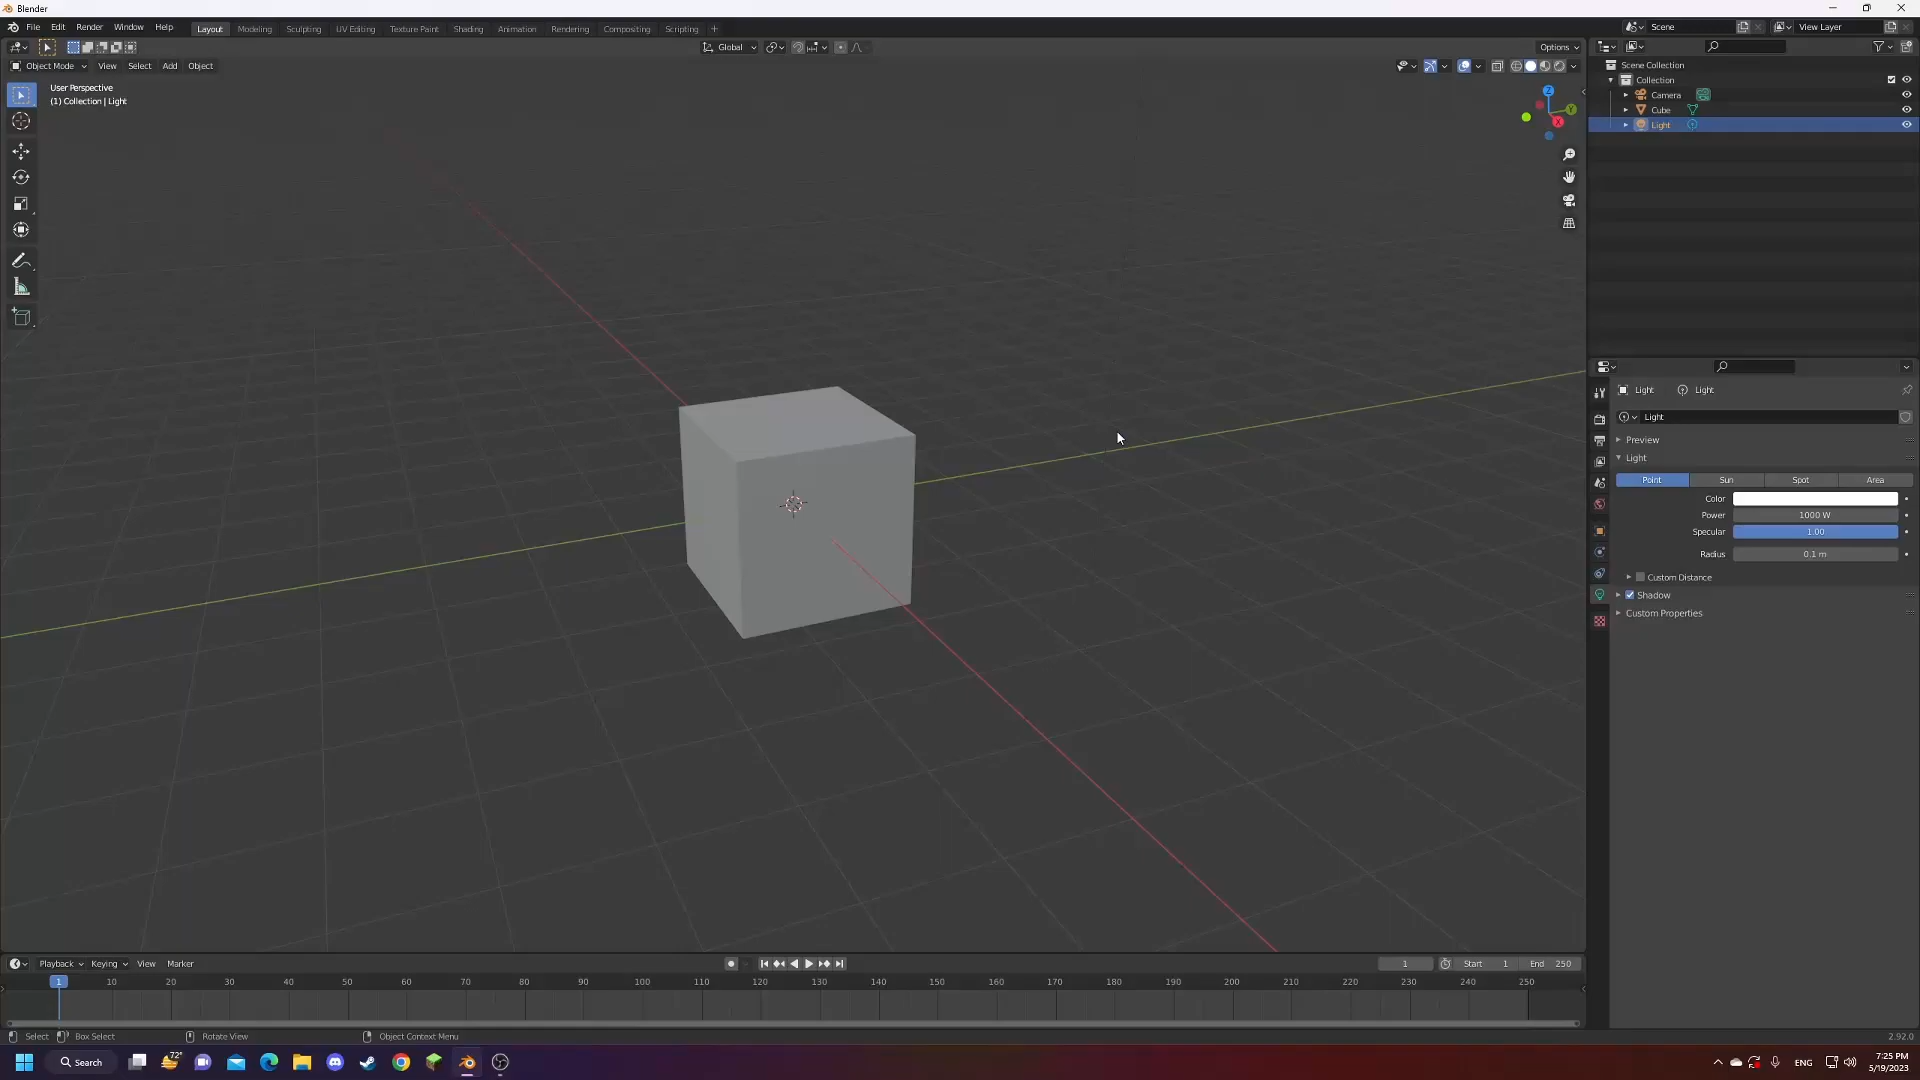 Blender
File Edit Render Window Help Layout Modeling Sculpting UV Editing Texture Paint Shading Animation Rendering Compositing Scripting + Scene View Layer
Global Options
Object Mode View Select Add Object
User Perspective
(1) Collection | Light
Z
Y
X
Scene Collection
Collection
Camera
Cube
Light
Light Light
Light
Preview
Light
Point Sun Spot Area
Color
Power 1000 W
Specular 1.00
Radius 0.1 m
Custom Distance
Shadow
Custom Properties
Playback Keying View Marker 1 Start 1 End 250
1 10 20 30 40 50 60 70 80 90 100 110 120 130 140 150 160 170 180 190 200 210 220 230 240 250
Select Box Select Rotate View Object Context Menu 2.92.0
Search 72° ENG 7:25 PM
5/19/2023